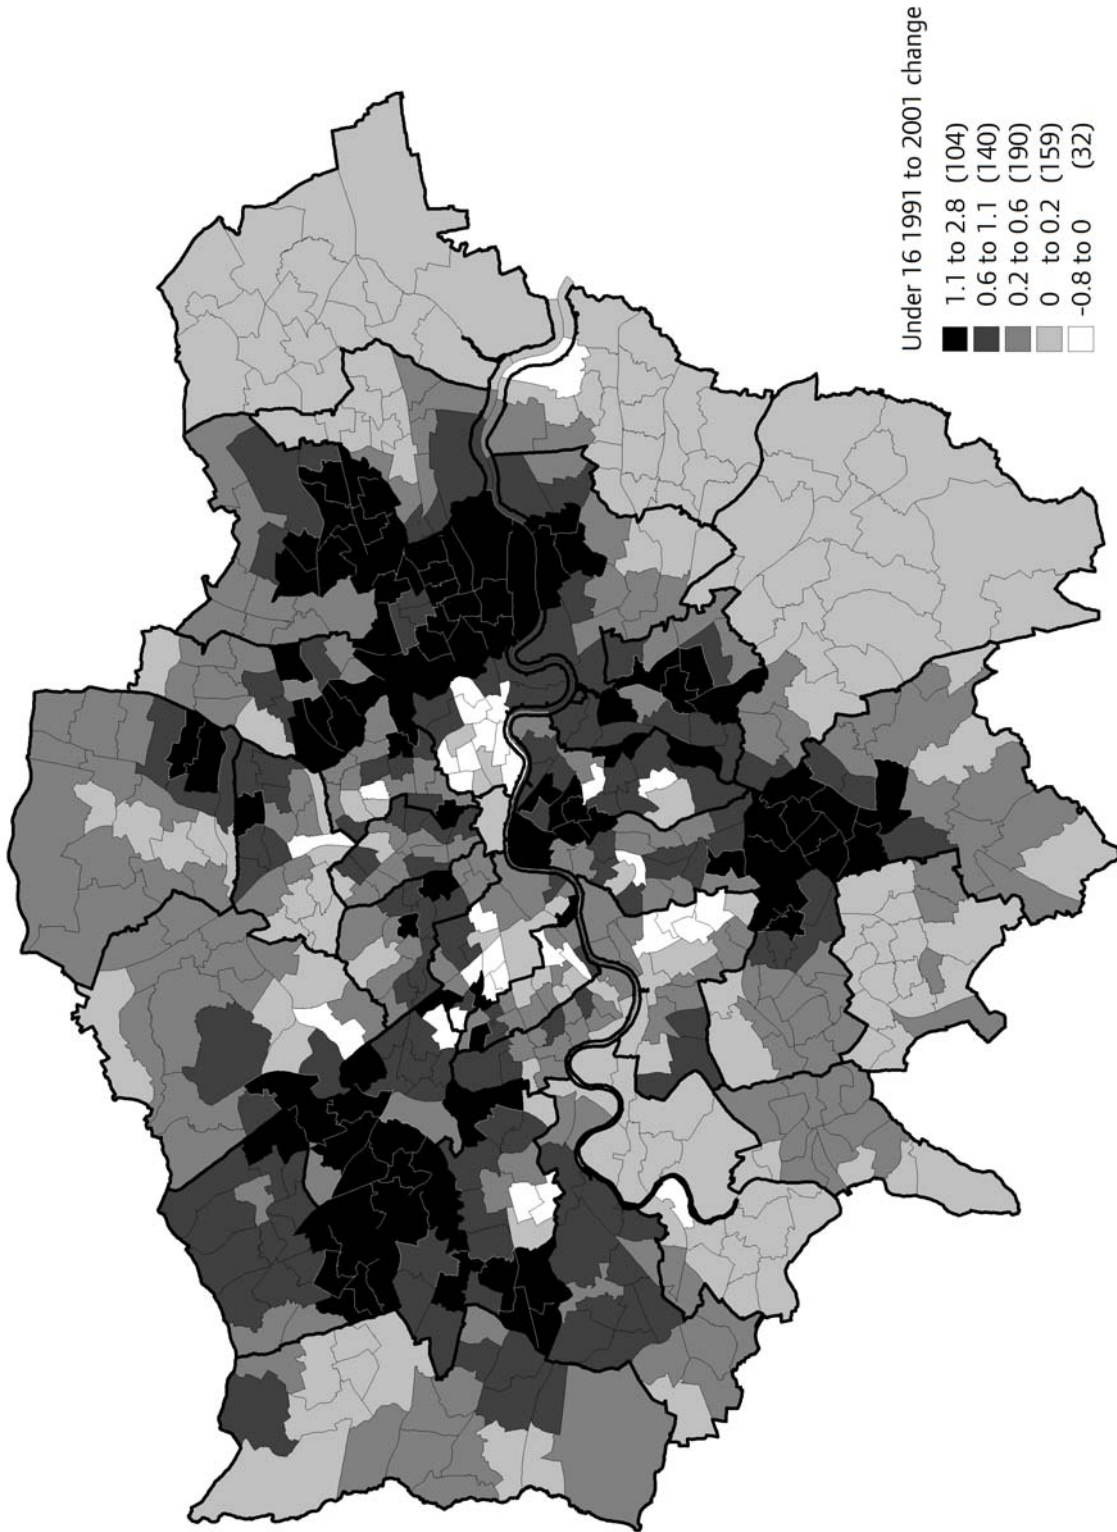 Under 16 1991 to 2001 change
1.1 to 2.8 (104)
0.6 to 1.1 (140)
0.2 to 0.6 (190)
0 to 0.2 (159)
-0.8 to 0 (32)